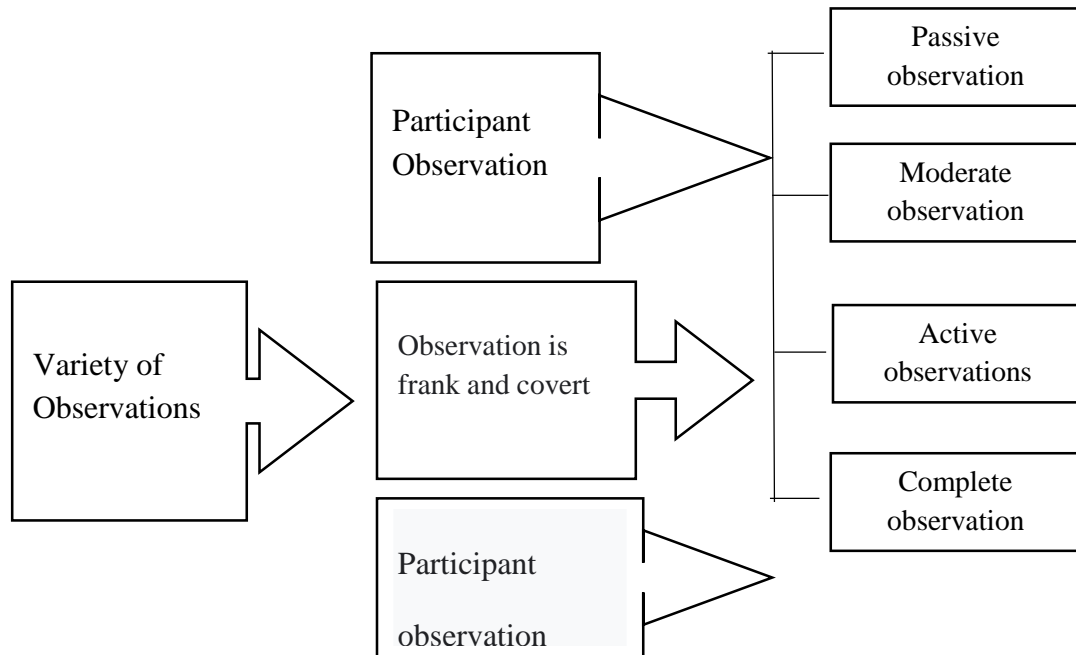 Variety of
Observations
Participant
Observation
Observation is
frank and covert
Participant
observation
Passive
observation
Moderate
observation
Active
observations
Complete
observation